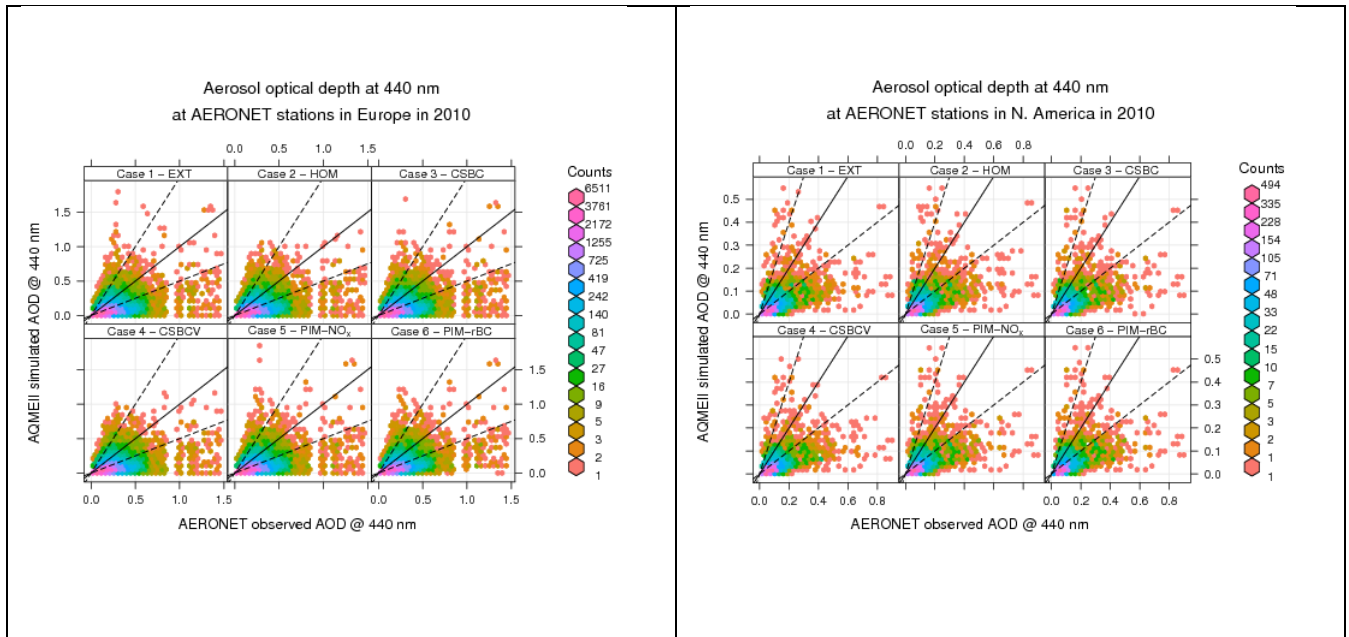 Aerosol optical depth at 440 nm
at AERONET stations in Europe in 2010
0.0 0.5 1.0 1.5
Case 1 – EXT Case 2 – HOM Case 3 – CSBC
Case 4 – CSBCV Case 5 – PIM–NOx Case 6 – PIM–rBC
AQMEII simulated AOD @ 440 nm
1.5
1.0
0.5
0.0
1.5
1.0
0.5
0.0
0.0 0.5 1.0 1.5
0.0 0.5 1.0 1.5
AERONET observed AOD @ 440 nm
Counts
6511
3761
2172
1255
725
419
242
140
81
47
27
16
9
5
3
2
1
Aerosol optical depth at 440 nm
at AERONET stations in N. America in 2010
0.0 0.2 0.4 0.6 0.8
Case 1 – EXT Case 2 – HOM Case 3 – CSBC
Case 4 – CSBCV Case 5 – PIM–NOx Case 6 – PIM–rBC
AQMEII simulated AOD @ 440 nm
0.5
0.4
0.3
0.2
0.1
0.0
0.5
0.4
0.3
0.2
0.1
0.0
0.0 0.2 0.4 0.6 0.8
0.0 0.2 0.4 0.6 0.8
AERONET observed AOD @ 440 nm
Counts
494
335
228
154
105
71
48
33
22
15
10
7
5
3
2
1
1